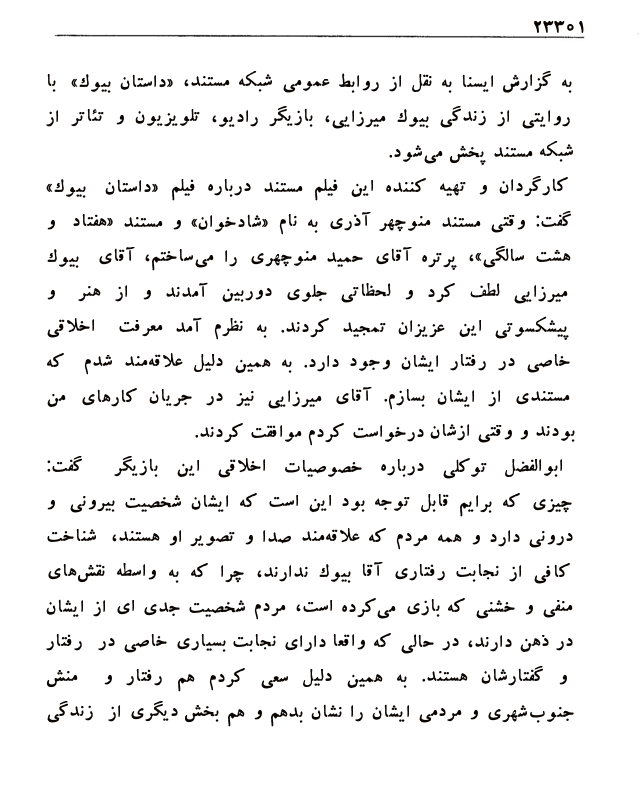 ۲۳۳۰۱
به گزارش ایسنا به نقل از روابط عمومی شبکه مستند، «داستان بیوك» با
روایتی از زندگی بیوك میرزایی، بازیگر رادیو، تلویزیون و تئاتر از
شبکه مستند پخش می‌شود.
کارگردان و تهیه کننده این فیلم مستند درباره فیلم «داستان بیوك»
گفت: وقتی مستند منوچهر آذری به نام «شادخوان» و مستند «هفتاد و
هشت سالگی»، پرتره آقای حمید منوچهری را می‌ساختم، آقای بیوك
میرزایی لطف کرد و لحظاتی جلوی دوربین آمدند و از هنر و
پیشکسوتی این عزیزان تمجید کردند. به نظرم آمد معرفت اخلاقی
خاصی در رفتار ایشان وجود دارد. به همین دلیل علاقه‌مند شدم که
مستندی از ایشان بسازم. آقای میرزایی نیز در جریان کارهای من
بودند و وقتی ازشان درخواست کردم موافقت کردند.
ابوالفضل توکلی درباره خصوصیات اخلاقی این بازیگر گفت:
چیزی که برایم قابل توجه بود این است که ایشان شخصیت بیرونی و
درونی دارد و همه مردم که علاقه‌مند صدا و تصویر او هستند، شناخت
کافی از نجابت رفتاری آقا بیوك ندارند، چرا که به واسطه نقش‌های
منفی و خشنی که بازی می‌کرده است، مردم شخصیت جدی ای از ایشان
در ذهن دارند، در حالی که واقعا دارای نجابت بسیاری خاصی در رفتار
و گفتارشان هستند. به همین دلیل سعی کردم هم رفتار و منش
جنوب‌شهری و مردمی ایشان را نشان بدهم و هم بخش دیگری از زندگی